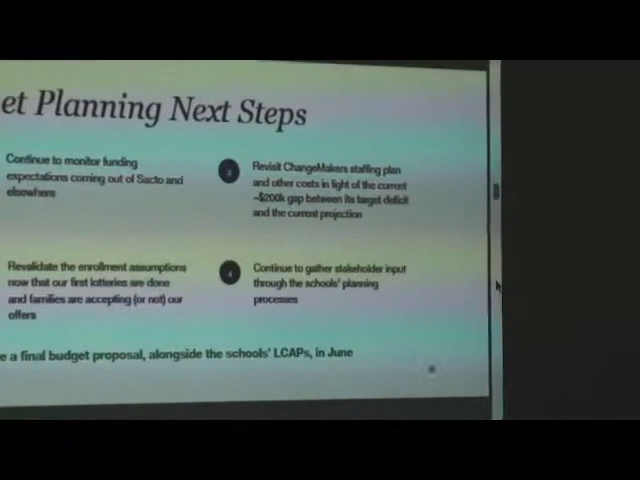 et Planning Next Steps
Continue to monitor funding
expectations coming out of Sacto and
elsewhere
3
Revisit ChangeMakers staffing plan
and other costs in light of the current
~$200k gap between its target deficit
and the current projection
Revalidate the enrollment assumptions
now that our first lotteries are done
and families are accepting (or not) our
offers
4
Continue to gather stakeholder input
through the schools' planning
processes
e a final budget proposal, alongside the schools' LCAPs, in June